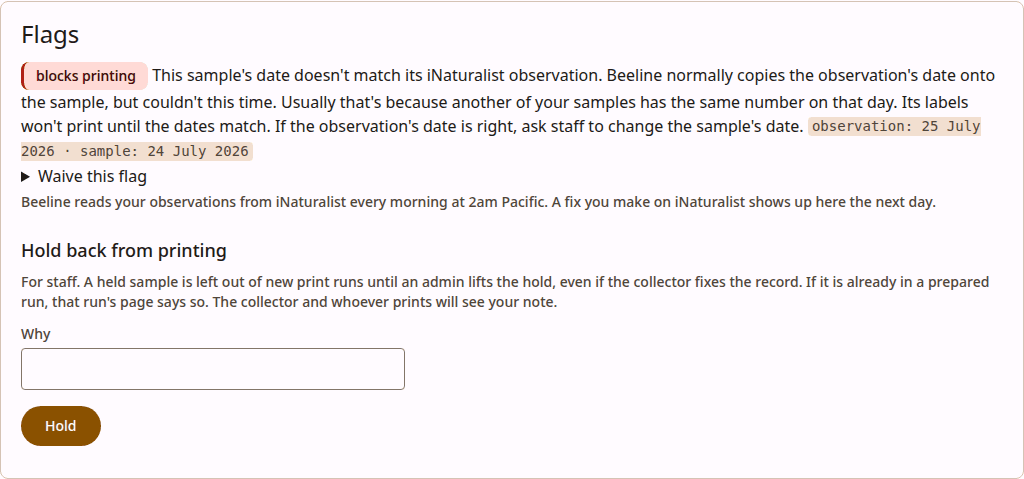 Flags
blocks printing This sample's date doesn't match its iNaturalist observation. Beeline normally copies the observation's date onto
the sample, but couldn't this time. Usually that's because another of your samples has the same number on that day. Its labels
won't print until the dates match. If the observation's date is right, ask staff to change the sample's date. observation: 25 July
2026 · sample: 24 July 2026
▶ Waive this flag
Beeline reads your observations from iNaturalist every morning at 2am Pacific. A fix you make on iNaturalist shows up here the next day.
Hold back from printing
For staff. A held sample is left out of new print runs until an admin lifts the hold, even if the collector fixes the record. If it is already in a prepared
run, that run's page says so. The collector and whoever prints will see your note.
Why
Hold